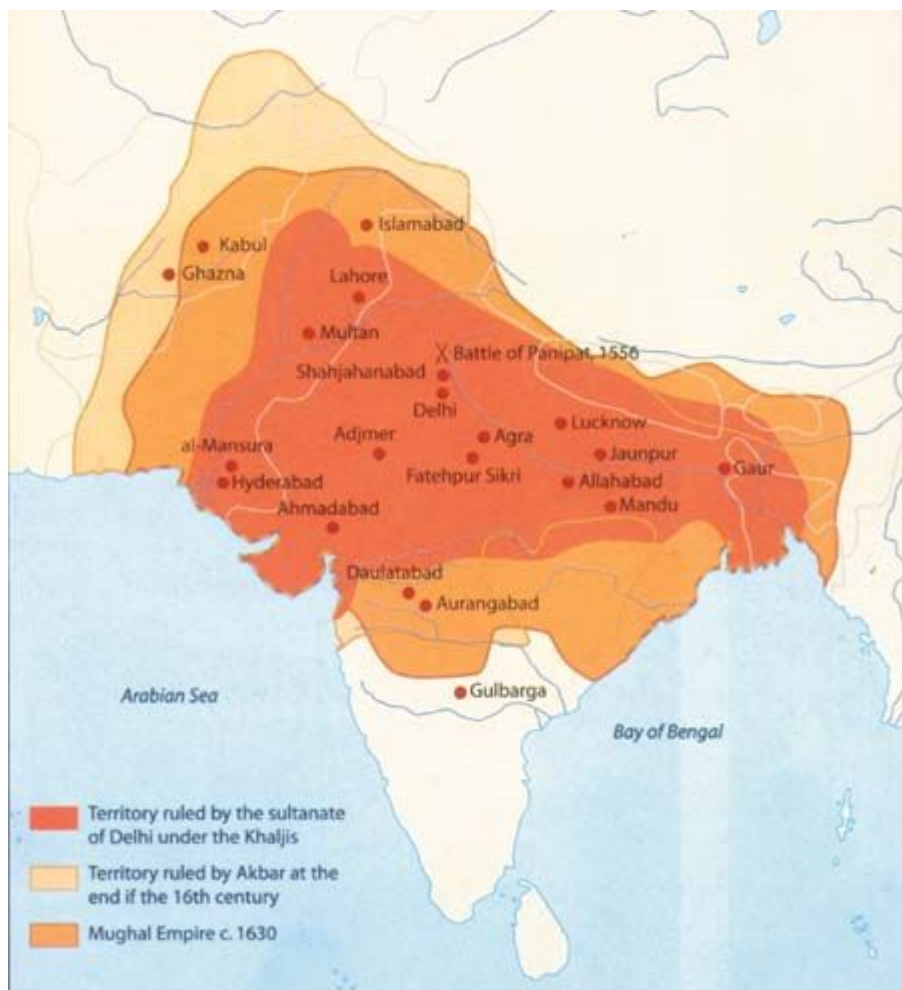 Islamabad
Kabul
Ghazna
Lahore
Multan
Battle of Panipat, 1556
Shahjahanabad
Delhi
Lucknow
Adjmer
Agra
al-Mansura
Jaunpur
Fatehpur Sikri
Gaur
Hyderabad
Allahabad
Ahmadabad
Mandu
Daulatabad
Aurangabad
Gulbarga
Arabian Sea
Bay of Bengal
Territory ruled by the sultanate
of Delhi under the Khaljis
Territory ruled by Akbar at the
end if the 16th century
Mughal Empire c. 1630